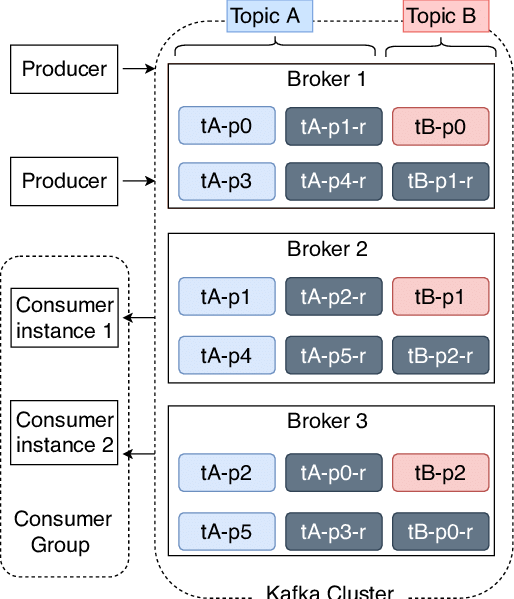 Topic A
Topic B
Producer
Broker 1
tA-p0
tA-p1-r
tB-p0
Producer
tA-p3
tA-p4-r
tB-p1-r
Broker 2
Consumer
instance 1
tA-p1
tA-p2-r
tB-p1
tA-p4
tA-p5-r
tB-p2-r
Broker 3
Consumer
instance 2
tA-p2
tA-p0-r
tB-p2
Consumer
Group
tA-p5
tA-p3-r
tB-p0-r
Kafka Cluster